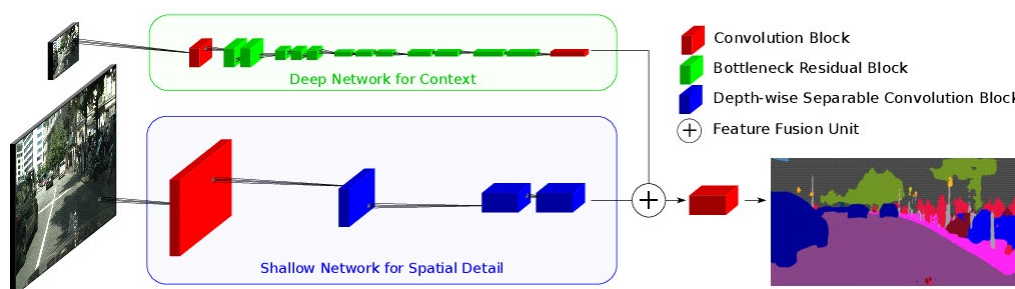 Convolution Block
Bottleneck Residual Block
Deep Network for Context
Depth-wise Separable Convolution Block
Feature Fusion Unit
Shallow Network for Spatial Detail